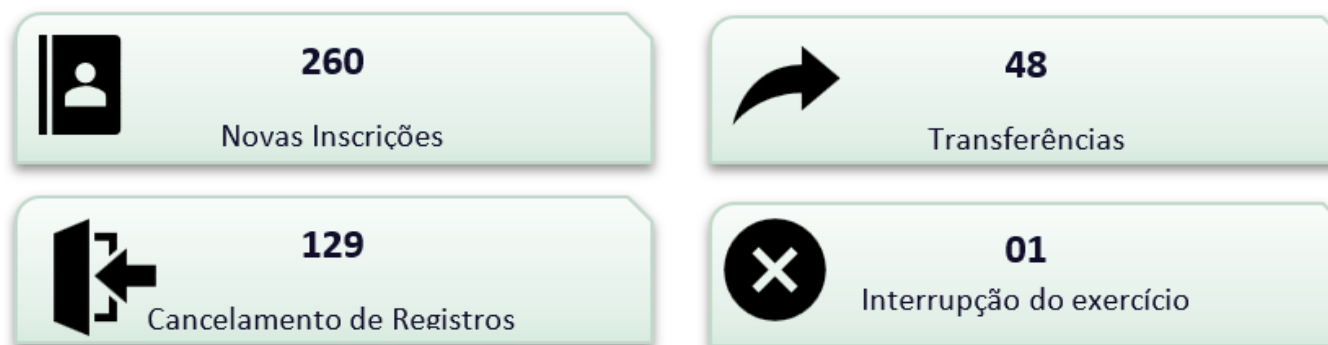 260
Novas Inscrições
48
Transferências
129
Cancelamento de Registros
01
Interrupção do exercício